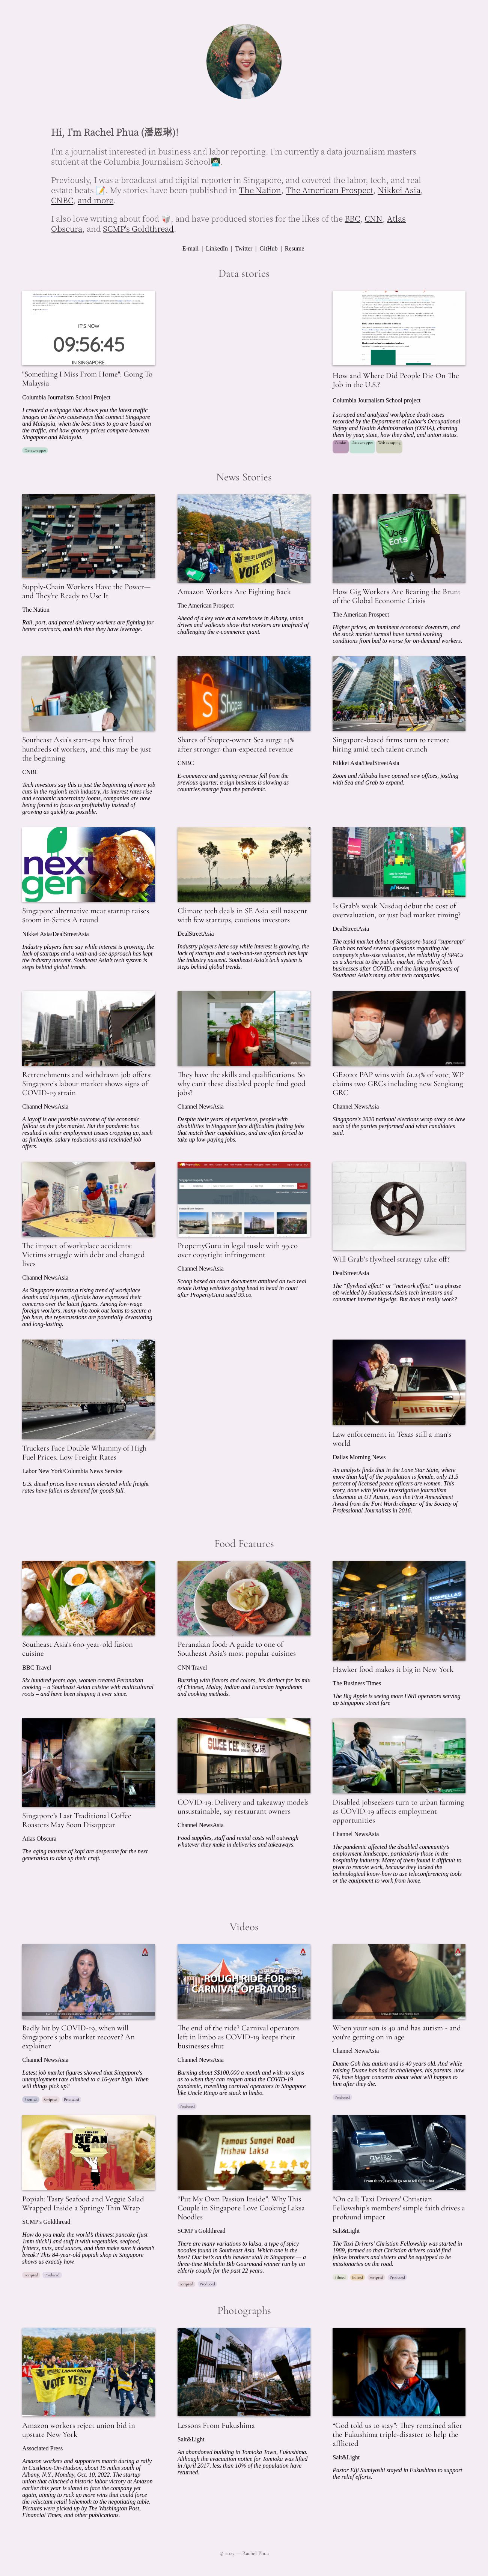 Hi, I'm Rachel Phua (潘恩琳)!
I'm a journalist interested in business and labor reporting. I'm currently a data journalism masters
student at the Columbia Journalism School
Previously, I was a broadcast and digital reporter in Singapore, and covered the labor, tech, and real
estate beats . My stories have been published in The Nation, The American Prospect, Nikkei Asia,
CNBC, and more.
I also love writing about food , and have produced stories for the likes of the BBC, CNN, Atlas
Obscura, and SCMP's Goldthread.
E-mail | LinkedIn | Twitter | GitHub | Resume
Data stories
IT'S NOW
09:56:45
IN SINGAPORE.
"Something I Miss From Home": Going To
Malaysia
Columbia Journalism School Project
I created a webpage that shows you the latest traffic
images on the two causeways between Singapore
and Malaysia, when the best times to go are based on
the traffic, and how grocery prices compare between
Singapore and Malaysia.
How and Where Did People Die On The
Job in the U.S.?
Columbia Journalism School project
I scraped and analyzed workplace death cases
recorded by the Department of Labor's Occupational
Safety and Health Administration (OSHA), charting
them by year, state, how they died, and union status.
Pandas
Datawrapper
Web scraping
News Stories
Supply-Chain Workers Have the Power—
and They're Ready to Use It
The Nation
Rail, port, and parcel delivery workers are fighting for
better contracts, and this time they have leverage.
VOTE YES!
Amazon Workers Are Fighting Back
The American Prospect
Ahead of a key vote at a warehouse in Albany, union
drives and walkouts show that workers are unafraid of
challenging the e-commerce giant.
Uber
Eats
How Gig Workers Are Bearing the Brunt
of the Global Economic Crisis
The American Prospect
Higher prices, an imminent economic downturn, and
the stock market turmoil have turned working
conditions from bad to worse for on-demand workers.
Southeast Asia's start-ups have fired
hundreds of workers, and this may be just
the beginning
CNBC
Tech investors say this is just the beginning of more job
cuts in the region's tech industry. As interest rates rise
and economic uncertainty looms, companies are now
being forced to focus on profitability instead of
growing as quickly as possible.
Shares of Shopee-owner Sea surge 14%
after stronger-than-expected revenue
CNBC
E-commerce and gaming revenue fell from the
previous quarter, a sign business is slowing as
countries emerge from the pandemic.
Singapore-based firms turn to remote
hiring amid tech talent crunch
Nikkei Asia/DealStreetAsia
Zoom and Alibaba have opened new offices, jostling
with Sea and Grab to expand.
next
gen
Singapore alternative meat startup raises
$100m in Series A round
Nikkei Asia/DealStreetAsia
Industry players here say while interest is growing, the
lack of startups and a wait-and-see approach has kept
the industry nascent. Southeast Asia's tech system is
steps behind global trends.
Climate tech deals in SE Asia still nascent
with few startups, cautious investors
DealStreetAsia
Industry players here say while interest is growing, the
lack of startups and a wait-and-see approach has kept
the industry nascent. Southeast Asia's tech system is
steps behind global trends.
Is Grab's weak Nasdaq debut the cost of
overvaluation, or just bad market timing?
DealStreetAsia
The tepid market debut of Singapore-based "superapp"
Grab has raised several questions regarding the
company's plus-size valuation, the reliability of SPACs
as a shortcut to the public market, the role of tech
businesses after COVID, and the listing prospects of
Southeast Asia's many other tech companies.
Retrenchments and withdrawn job offers:
Singapore's labour market shows signs of
COVID-19 strain
Channel NewsAsia
A layoff is one possible outcome of the economic
fallout on the jobs market. But the pandemic has
resulted in other employment issues cropping up, such
as furloughs, salary reductions and rescinded job
offers.
They have the skills and qualifications. So
why can't these disabled people find good
jobs?
Channel NewsAsia
Despite their years of experience, people with
disabilities in Singapore face difficulties finding jobs
that match their capabilities, and are often forced to
take up low-paying jobs.
GE2020: PAP wins with 61.24% of vote; WP
claims two GRCs including new Sengkang
GRC
Channel NewsAsia
Singapore's 2020 national elections wrap story on how
each of the parties performed and what candidates
said.
The impact of workplace accidents:
Victims struggle with debt and changed
lives
Channel NewsAsia
As Singapore records a rising trend of workplace
deaths and injuries, officials have expressed their
concerns over the latest figures. Among low-wage
foreign workers, many who took out loans to secure a
job here, the repercussions are potentially devastating
and long-lasting.
PropertyGuru in legal tussle with 99.co
over copyright infringement
Channel NewsAsia
Scoop based on court documents attained on two real
estate listing websites going head to head in court
after PropertyGuru sued 99.co.
Will Grab's flywheel strategy take off?
DealStreetAsia
The "flywheel effect" or "network effect" is a phrase
oft-wielded by Southeast Asia's tech investors and
consumer internet bigwigs. But does it really work?
Truckers Face Double Whammy of High
Fuel Prices, Low Freight Rates
Labor New York/Columbia News Service
U.S. diesel prices have remain elevated while freight
rates have fallen as demand for goods fall.
SHERIFF
Law enforcement in Texas still a man's
world
Dallas Morning News
An analysis finds that in the Lone Star State, where
more than half of the population is female, only 11.5
percent of licensed peace officers are women. This
story, done with fellow investigative journalism
classmate at UT Austin, won the First Amendment
Award from the Fort Worth chapter of the Society of
Professional Journalists in 2016.
Food Features
Southeast Asia's 600-year-old fusion
cuisine
BBC Travel
Six hundred years ago, women created Peranakan
cooking – a Southeast Asian cuisine with multicultural
roots – and have been shaping it ever since.
Peranakan food: A guide to one of
Southeast Asia's most popular cuisines
CNN Travel
Bursting with flavors and colors, it's distinct for its mix
of Chinese, Malay, Indian and Eurasian ingredients
and cooking methods.
Hawker food makes it big in New York
The Business Times
The Big Apple is seeing more F&B operators serving
up Singapore street fare
Singapore's Last Traditional Coffee
Roasters May Soon Disappear
Atlas Obscura
The aging masters of kopi are desperate for the next
generation to take up their craft.
COVID-19: Delivery and takeaway models
unsustainable, say restaurant owners
Channel NewsAsia
Food supplies, staff and rental costs will outweigh
whatever they make in deliveries and takeaways.
Disabled jobseekers turn to urban farming
as COVID-19 affects employment
opportunities
Channel NewsAsia
The pandemic affected the disabled community's
employment landscape, particularly those in the
hospitality industry. Many of them found it difficult to
pivot to remote work, because they lacked the
technological know-how to use teleconferencing tools
or the equipment to work from home.
Videos
Badly hit by COVID-19, when will
Singapore's jobs market recover? An
explainer
Channel NewsAsia
Latest job market figures showed that Singapore's
unemployment rate climbed to a 16-year high. When
will things pick up?
Scripted
Produced
ROUGH RIDE FOR
CARNIVAL OPERATORS
The end of the ride? Carnival operators
left in limbo as COVID-19 keeps their
businesses shut
Channel NewsAsia
Burning about S$100,000 a month and with no signs
as to when they can reopen amid the COVID-19
pandemic, travelling carnival operators in Singapore
like Uncle Ringo are stuck in limbo.
Produced
When your son is 40 and has autism - and
you're getting on in age
Channel NewsAsia
Duane Goh has autism and is 40 years old. And while
raising Duane has had its challenges, his parents, now
74, have bigger concerns about what will happen to
him after they die.
Produced
Popiah: Tasty Seafood and Veggie Salad
Wrapped Inside a Springy Thin Wrap
SCMP's Goldthread
How do you make the world's thinnest pancake (just
1mm thick!) and stuff it with vegetables, seafood,
fritters, nuts, and sauces, and then make sure it doesn't
break? This 84-year-old popiah shop in Singapore
shows us exactly how.
Scripted
Produced
Famous Sungei Road
Trishaw Laksa
"Put My Own Passion Inside": Why This
Couple in Singapore Love Cooking Laksa
Noodles
SCMP's Goldthread
There are many variations to laksa, a type of spicy
noodles found in Southeast Asia. Which one is the
best? Our bet's on this hawker stall in Singapore — a
three-time Michelin Bib Gourmand winner run by an
elderly couple for the past 22 years.
Scripted
Produced
"On call: Taxi Drivers' Christian
Fellowship's members' simple faith drives a
profound impact
Salt&Light
The Taxi Drivers' Christian Fellowship was started in
1989, formed so that Christian drivers could find
fellow brothers and sisters and be equipped to be
missionaries on the road.
Filmed
Edited
Scripted
Produced
Photographs
VOTE YES!
Amazon workers reject union bid in
upstate New York
Associated Press
Amazon workers and supporters march during a rally
in Castleton-On-Hudson, about 15 miles south of
Albany, N.Y., Monday, Oct. 10, 2022. The startup
union that clinched a historic labor victory at Amazon
earlier this year is slated to face the company yet
again, aiming to rack up more wins that could force
the reluctant retail behemoth to the negotiating table.
Pictures were picked up by The Washington Post,
Financial Times, and other publications.
Lessons From Fukushima
Salt&Light
An abandoned building in Tomioka Town, Fukushima.
Although the evacuation notice for Tomioka was lifted
in April 2017, less than 10% of the population have
returned.
"God told us to stay": They remained after
the Fukushima triple-disaster to help the
afflicted
Salt&Light
Pastor Eiji Sumiyoshi stayed in Fukushima to support
the relief efforts.
© 2023 — Rachel Phua